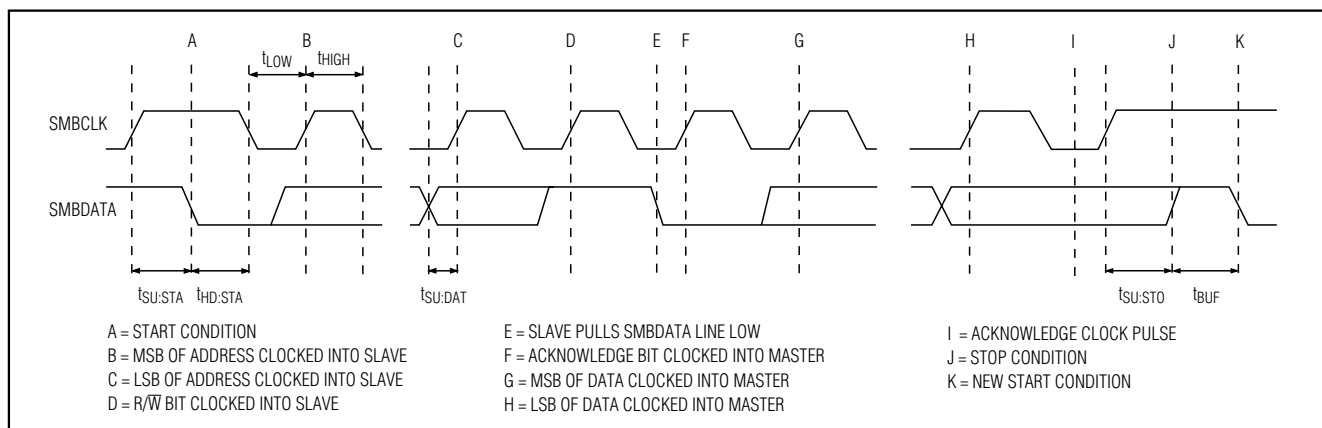 A B C D E F G H I J K
tLOW tHIGH
SMBCLK
SMBDATA
tSU:STA tHD:STA tSU:DAT tSU:STO tBUF
A = START CONDITION
B = MSB OF ADDRESS CLOCKED INTO SLAVE
C = LSB OF ADDRESS CLOCKED INTO SLAVE
D = R/W̅ BIT CLOCKED INTO SLAVE
E = SLAVE PULLS SMBDATA LINE LOW
F = ACKNOWLEDGE BIT CLOCKED INTO MASTER
G = MSB OF DATA CLOCKED INTO MASTER
H = LSB OF DATA CLOCKED INTO MASTER
I = ACKNOWLEDGE CLOCK PULSE
J = STOP CONDITION
K = NEW START CONDITION